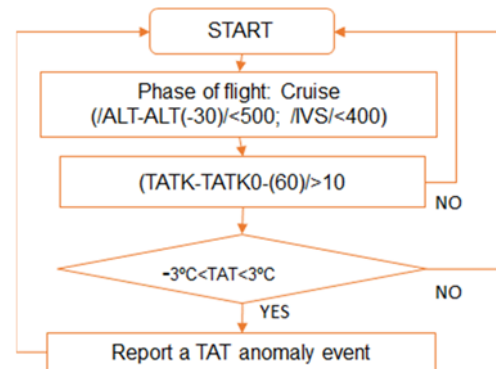 START
Phase of flight: Cruise
(/ALT-ALT(-30)/<500; /IVS/<400)
(TATK-TATK0-(60)/>10
NO
-3ºC<TAT<3ºC
NO
YES
Report a TAT anomaly event